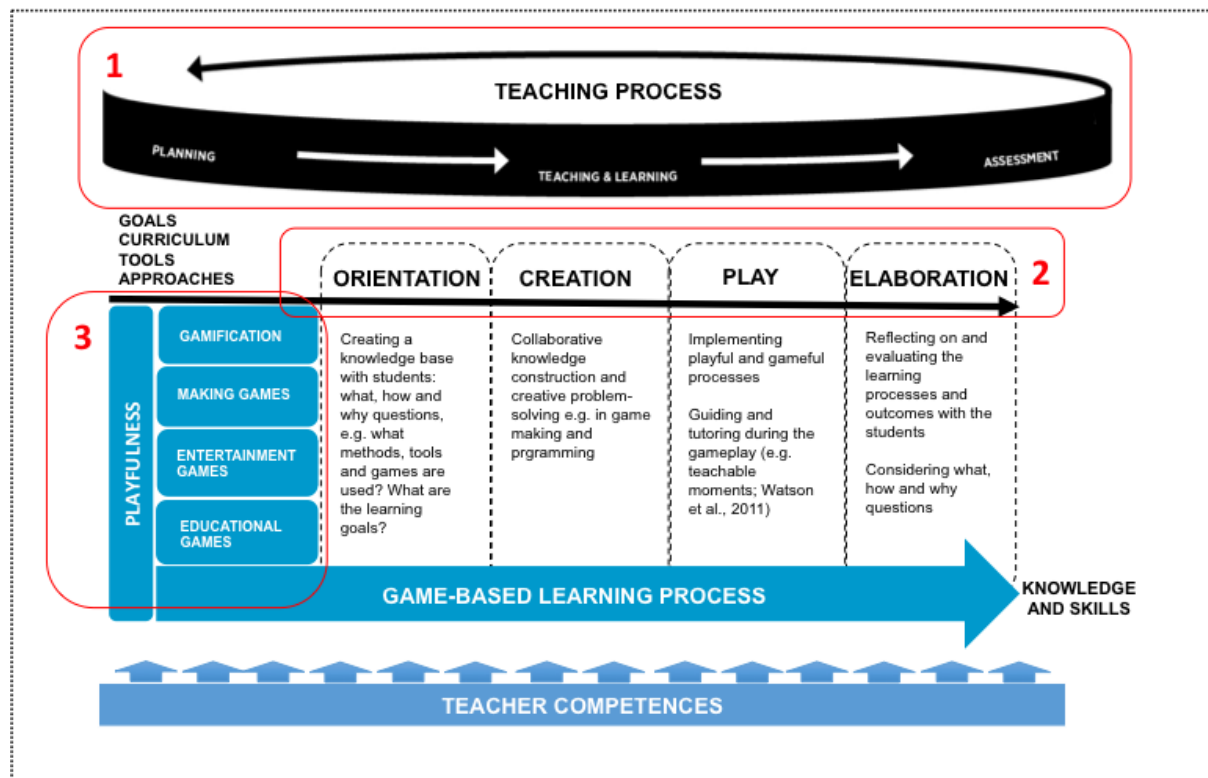 1
TEACHING PROCESS
PLANNING
TEACHING & LEARNING
ASSESSMENT
GOALS
CURRICULUM
TOOLS
APPROACHES
ORIENTATION
CREATION
PLAY
ELABORATION
2
3
PLAYFULNESS
GAMIFICATION
MAKING GAMES
ENTERTAINMENT
GAMES
EDUCATIONAL
GAMES
Creating a
knowledge base
with students:
what, how and
why questions,
e.g. what
methods, tools
and games are
used? What are
the learning
goals?
Collaborative
knowledge
construction and
creative problem-
solving e.g. in game
making and
prgramming
Implementing
playful and gameful
processes
Guiding and
tutoring during the
gameplay (e.g.
teachable
moments; Watson
et al., 2011)
Reflecting on and
evaluating the
learning
processes and
outcomes with the
students
Considering what,
how and why
questions
GAME-BASED LEARNING PROCESS
KNOWLEDGE
AND SKILLS
TEACHER COMPETENCES